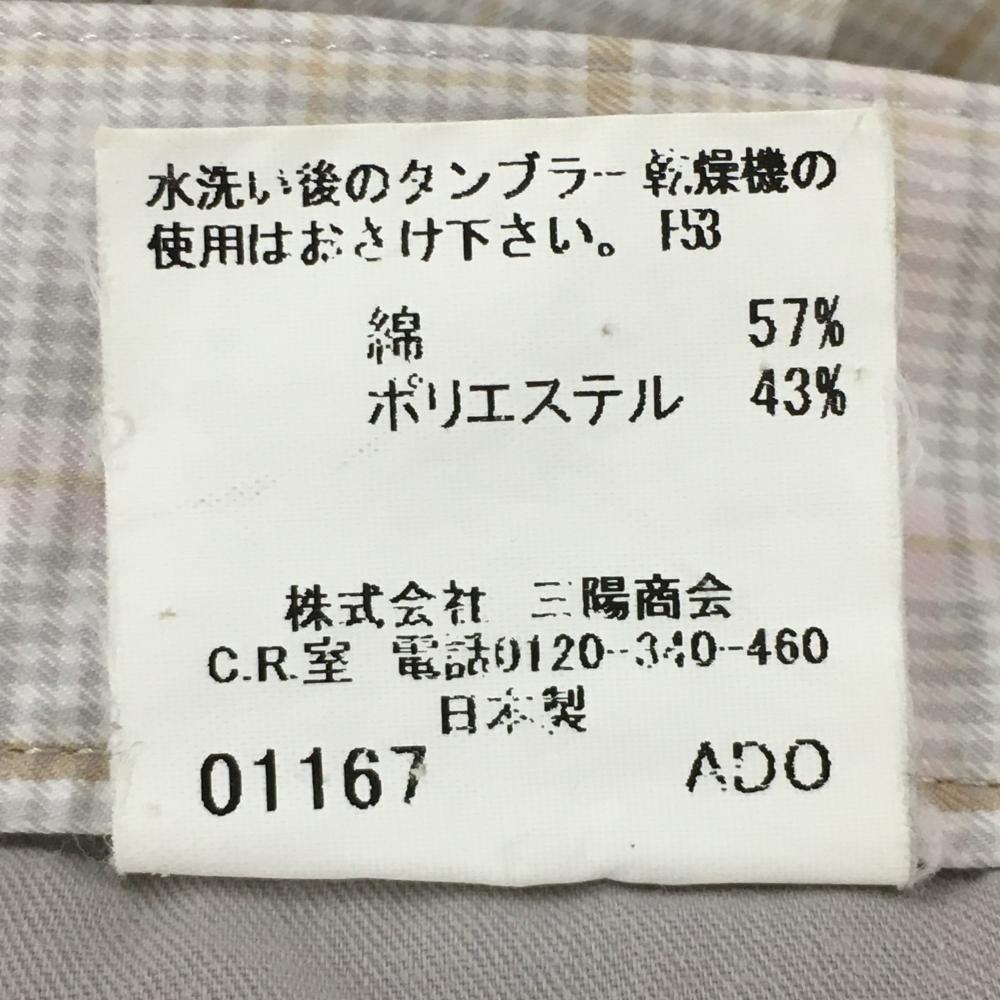 水洗い後のタンブラー乾燥機の
使用はおさけ下さい。 F53
綿 57%
ポリエステル 43%
株式会社 三陽商会
C.R.室 電話0120-340-460
日本製
01167 ADO